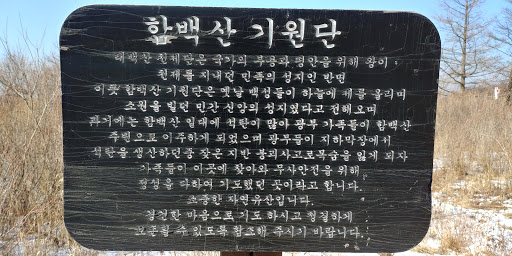 함백산 기원단
태백산 천제단은 국가의 부용과 평안을 위해 왕이
천제를 지내던 민족의 성지인 반면
이곳 함백산 기원단은 옛날 백성들이 하늘에 제를 올리며
소원을 빌던 민간 신앙의 성지였다고 전해오며
과거에는 함백산 일대에 석탄이 많아 광부 가족들이 함백산
주변으로 이주하게 되었으며 광부들이 지하막장에서
석탄을 생산하던중 잦은 지반 붕괴사고로목숨을 잃게 되자
가족들이 이곳에 찾아와 무사안전을 위해
정성을 다하여 기도했던 곳이라고 합니다.
소중한 자연유산입니다.
경건한 마음으로 기도 하시고 청결하게
보존될 수 있도록 협조해 주시기 바랍니다.